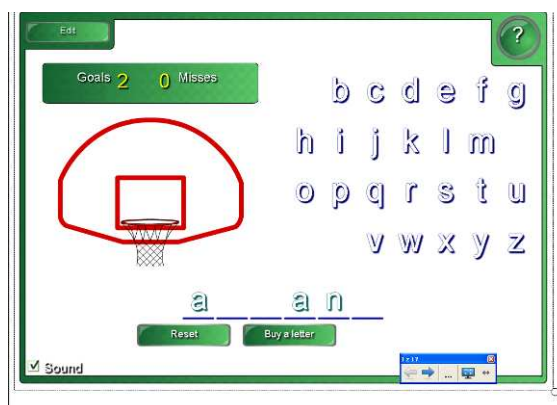 Edit
?
Goals 2 0 Misses
b c d e f g
h i j k l m
o p q r s t u
v w x y z
a _ _ _ a n _
Reset Buy a letter
Sound
...